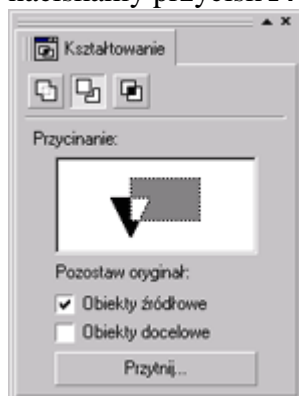 Kształtowanie
Przycinanie:
Pozostaw oryginał:
Obiekty źródłowe
Obiekty docelowe
Przytnij...